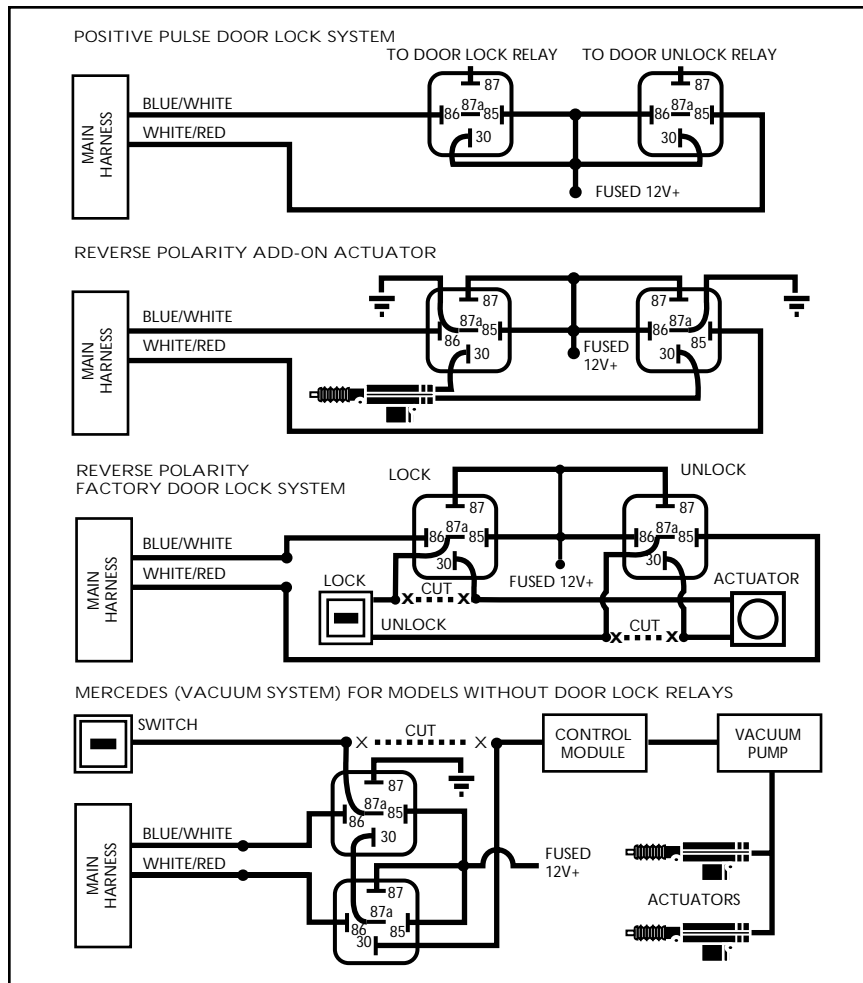 POSITIVE PULSE DOOR LOCK SYSTEM
TO DOOR LOCK RELAY
TO DOOR UNLOCK RELAY
87
87
MAIN HARNESS
BLUE/WHITE
86
87a
85
86
87a
85
WHITE/RED
30
30
FUSED 12V+
REVERSE POLARITY ADD-ON ACTUATOR
87
87
MAIN HARNESS
BLUE/WHITE
86
87a
85
86
87a
85
WHITE/RED
30
FUSED
12V+
30
REVERSE POLARITY
FACTORY DOOR LOCK SYSTEM
LOCK
UNLOCK
87
87
MAIN HARNESS
BLUE/WHITE
86
87a
85
86
87a
85
WHITE/RED
30
30
FUSED 12V+
LOCK
X CUT X
ACTUATOR
UNLOCK
X CUT X
MERCEDES (VACUUM SYSTEM) FOR MODELS WITHOUT DOOR LOCK RELAYS
SWITCH
X CUT X
CONTROL
MODULE
VACUUM
PUMP
87
MAIN HARNESS
BLUE/WHITE
86
87a
85
30
WHITE/RED
87
FUSED
12V+
86
87a
85
30
ACTUATORS